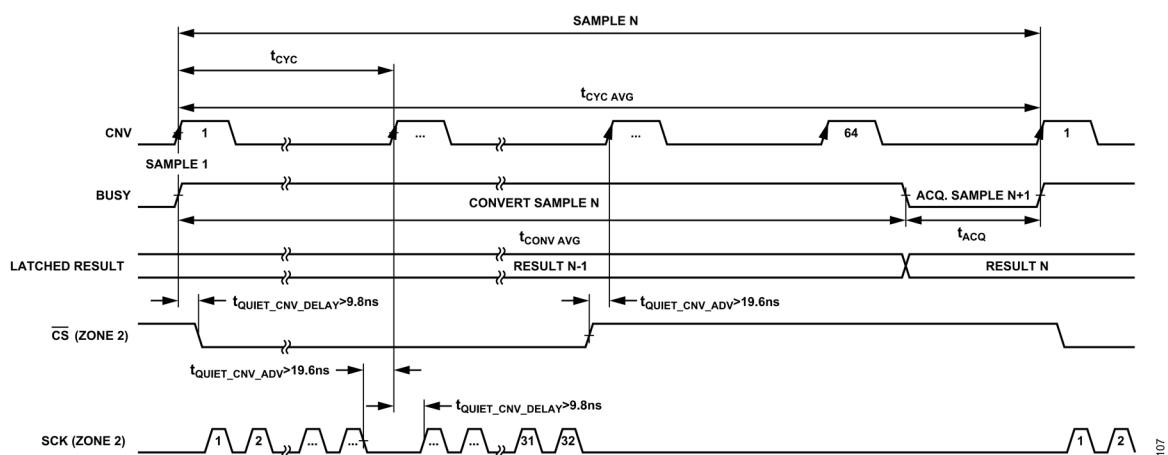 SAMPLE N
tCYC
tCYC AVG
CNV
1
...
...
64
1
SAMPLE 1
BUSY
ACQ. SAMPLE N+1
CONVERT SAMPLE N
tCONV AVG
tACQ
LATCHED RESULT
RESULT N-1
RESULT N
tQUIET_CNV_DELAY>9.8ns
tQUIET_CNV_ADV>19.6ns
CS (ZONE 2)
tQUIET_CNV_ADV>19.6ns
tQUIET_CNV_DELAY>9.8ns
SCK (ZONE 2)
1 2 ... ... ... ... 31 32 1 2
107